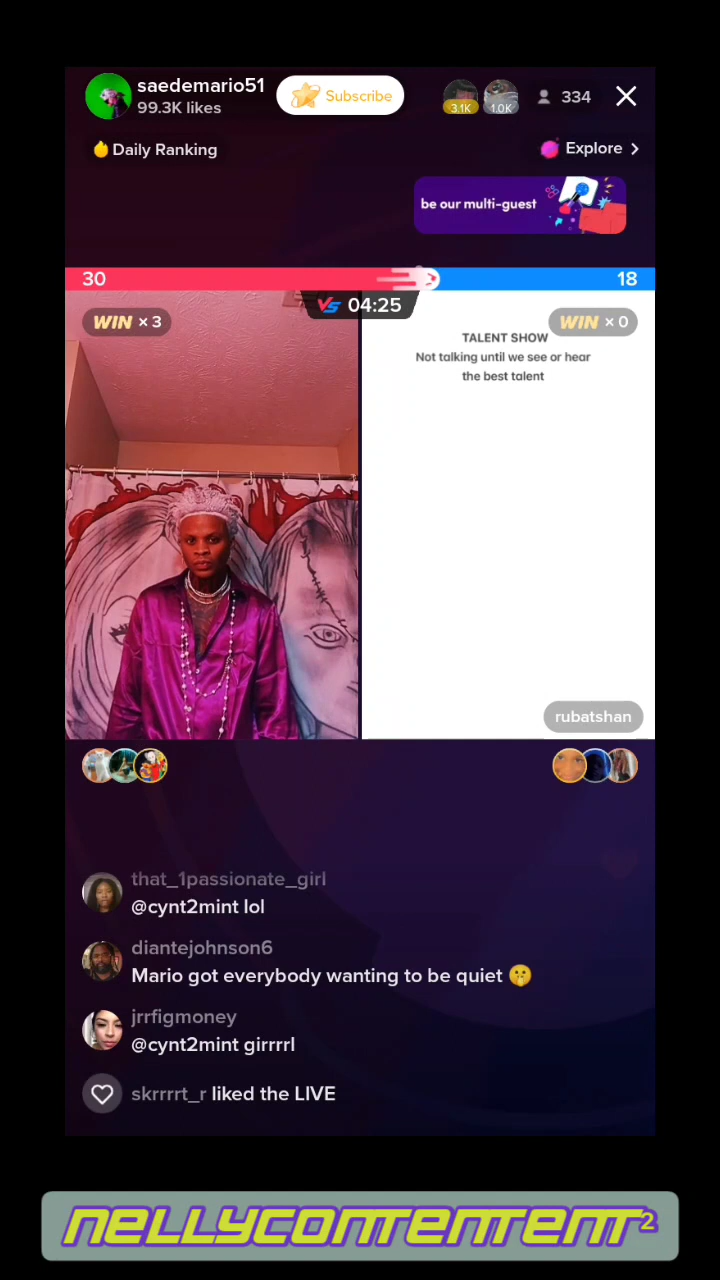 saedemario51
99.3K likes
Subscribe
3.1K
1.0K
334
Daily Ranking
Explore
be our multi-guest
30
18
VS 04:25
WIN × 3
WIN × 0
TALENT SHOW
Not talking until we see or hear
the best talent
rubatshan
that_1passionate_girl
@cynt2mint lol
diantejohnson6
Mario got everybody wanting to be quiet 🤫
jrrfigmoney
@cynt2mint girrrrl
skrrrrt_r liked the LIVE
NELLYCONTENTENT²